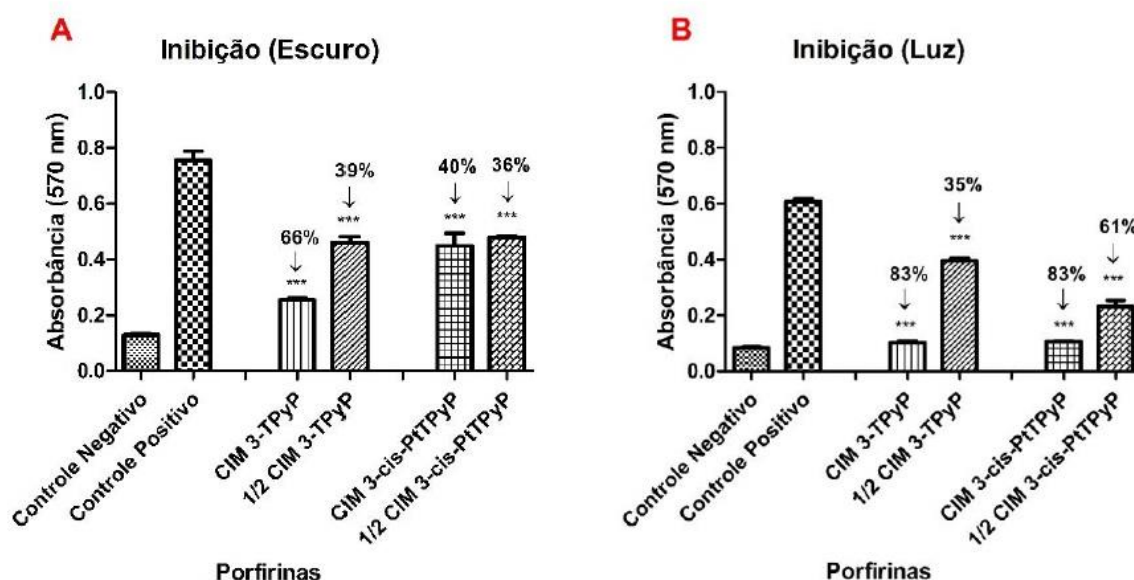 A
Inibição (Escuro)
Absorbância (570 nm)
1.0
0.8
0.6
0.4
0.2
0.0
66%
***
39%
***
40%
***
36%
***
Controle Negativo
Controle Positivo
CIM 3-TPyP
1/2 CIM 3-TPyP
CIM 3-cis-PtTPyP
1/2 CIM 3-cis-PtTPyP
Porfirinas
B
Inibição (Luz)
Absorbância (570 nm)
1.0
0.8
0.6
0.4
0.2
0.0
83%
***
35%
***
83%
***
61%
***
Controle Negativo
Controle Positivo
CIM 3-TPyP
1/2 CIM 3-TPyP
CIM 3-cis-PtTPyP
1/2 CIM 3-cis-PtTPyP
Porfirinas